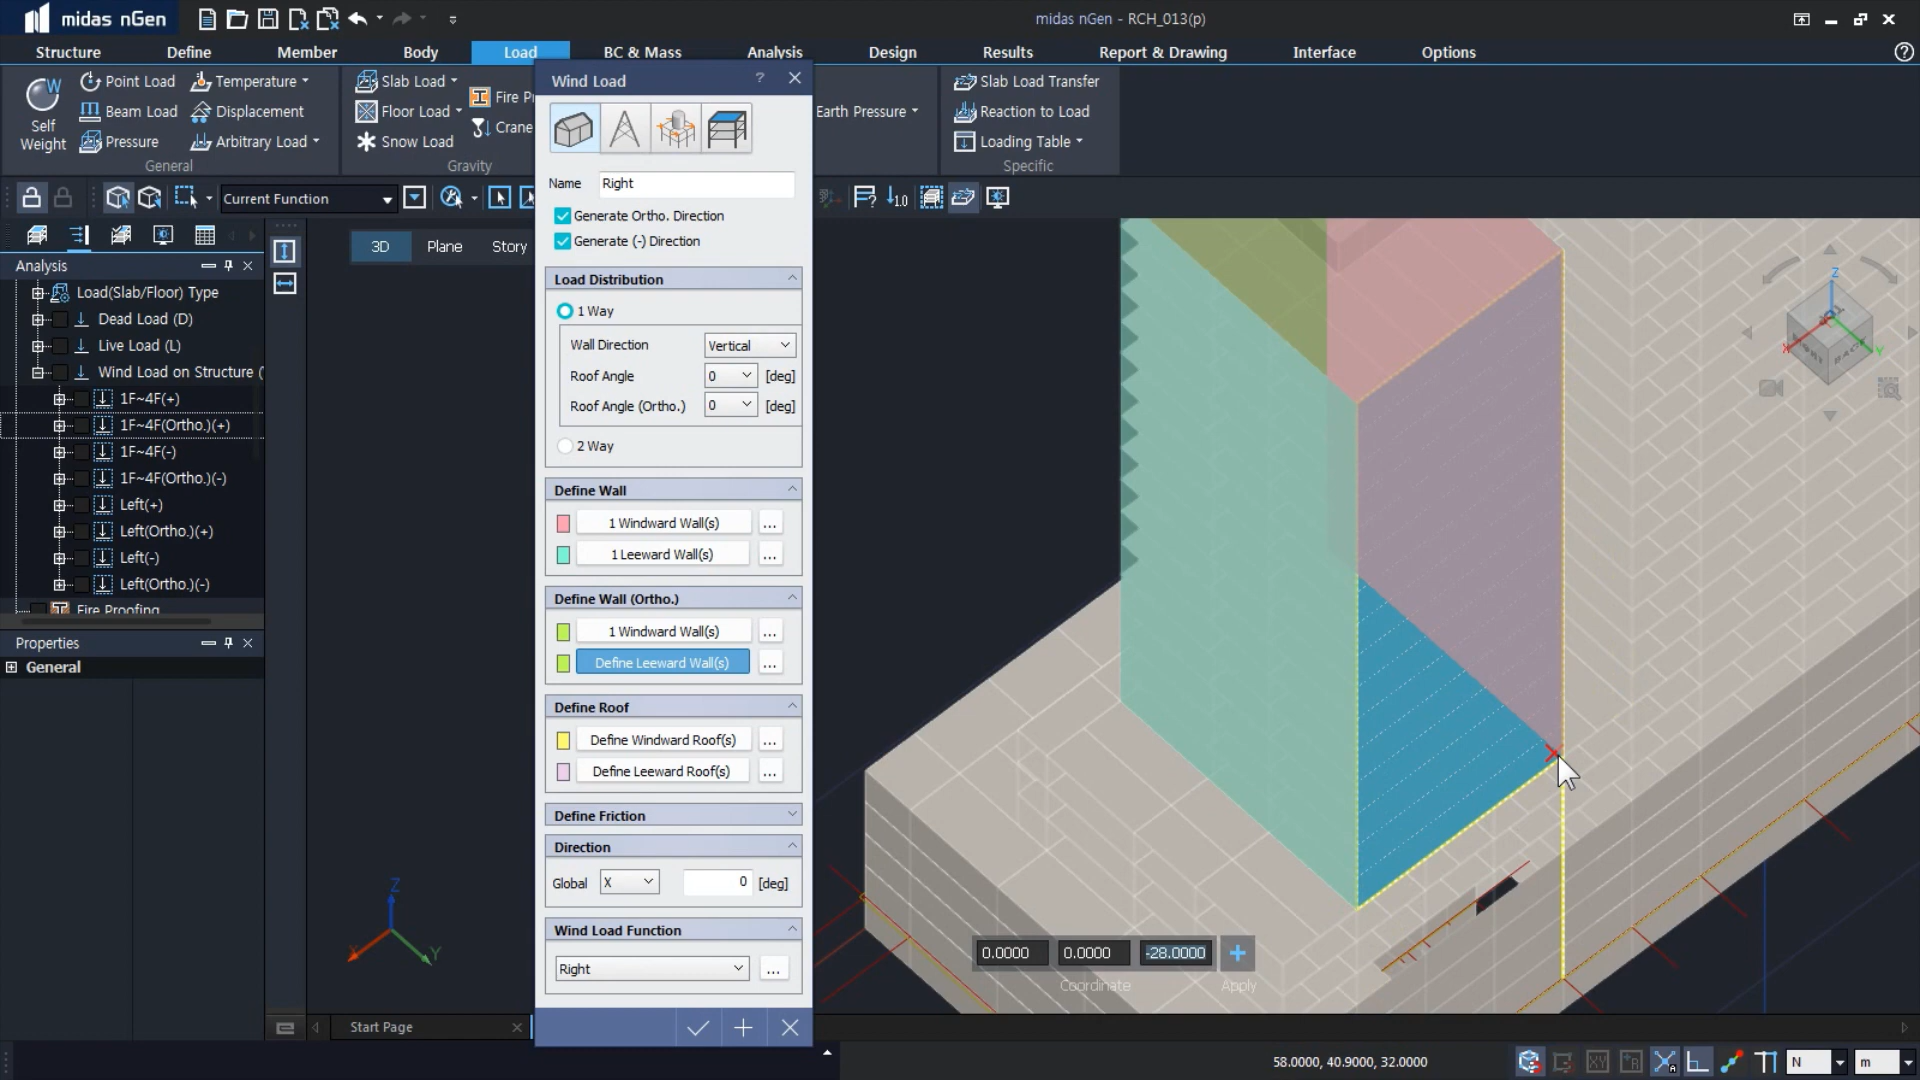 midas nGen
midas nGen - RCH_013(p)
Structure
Define
Member
Body
Load
BC & Mass
Analysis
Design
Results
Report & Drawing
Interface
Options
Self
Weight
Point Load
Beam Load
Pressure
Temperature
Displacement
Arbitrary Load
General
Slab Load
Floor Load
Snow Load
Fire Pr
Crane
Gravity
Earth Pressure
Slab Load Transfer
Reaction to Load
Loading Table
Specific
Current Function
3D
Plane
Story
Analysis
Load(Slab/Floor) Type
Dead Load (D)
Live Load (L)
Wind Load on Structure (
1F~4F(+)
1F~4F(Ortho.)(+)
1F~4F(-)
1F~4F(Ortho.)(-)
Left(+)
Left(Ortho.)(+)
Left(-)
Left(Ortho.)(-)
Fire Proofing
Properties
General
Wind Load
?
Name
Right
Generate Ortho. Direction
Generate (-) Direction
Load Distribution
1 Way
Wall Direction
Vertical
Roof Angle
0
[deg]
Roof Angle (Ortho.)
0
[deg]
2 Way
Define Wall
1 Windward Wall(s)
...
1 Leeward Wall(s)
...
Define Wall (Ortho.)
1 Windward Wall(s)
...
Define Leeward Wall(s)
...
Define Roof
Define Windward Roof(s)
...
Define Leeward Roof(s)
...
Define Friction
Direction
Global
X
0
[deg]
Wind Load Function
Right
...
Z
X
Y
Z
X
Y
BACK
0.0000
0.0000
-28.0000
Coordinate
Apply
Start Page
58.0000, 40.9000, 32.0000
N
m